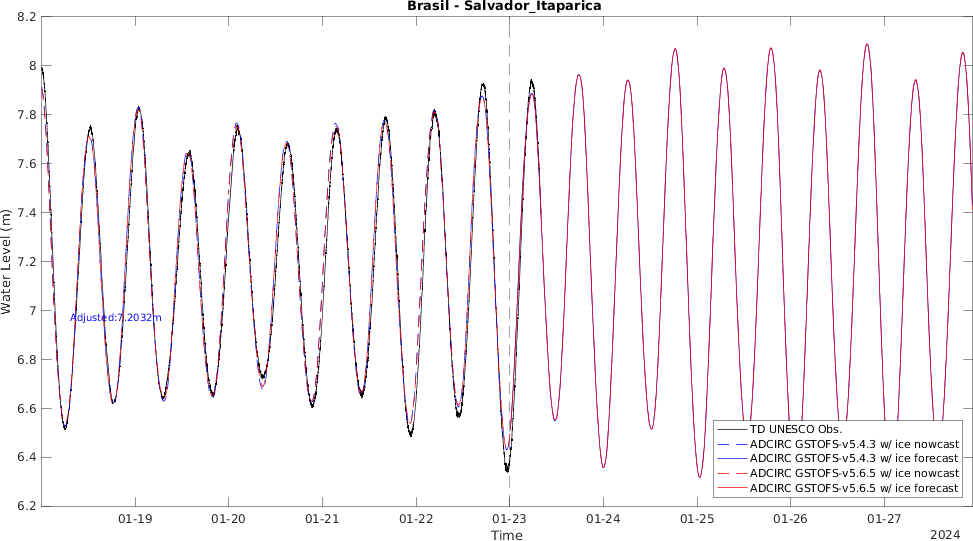 Brasil - Salvador_Itaparica
8.2
8
7.8
7.6
7.4
7.2
7
6.8
6.6
6.4
6.2
Water Level (m)
Adjusted:7.2032m
TD UNESCO Obs.
ADCIRC GSTOFS-v5.4.3 w/ ice nowcast
ADCIRC GSTOFS-v5.4.3 w/ ice forecast
ADCIRC GSTOFS-v5.6.5 w/ ice nowcast
ADCIRC GSTOFS-v5.6.5 w/ ice forecast
01-19 01-20 01-21 01-22 01-23 01-24 01-25 01-26 01-27
Time
2024